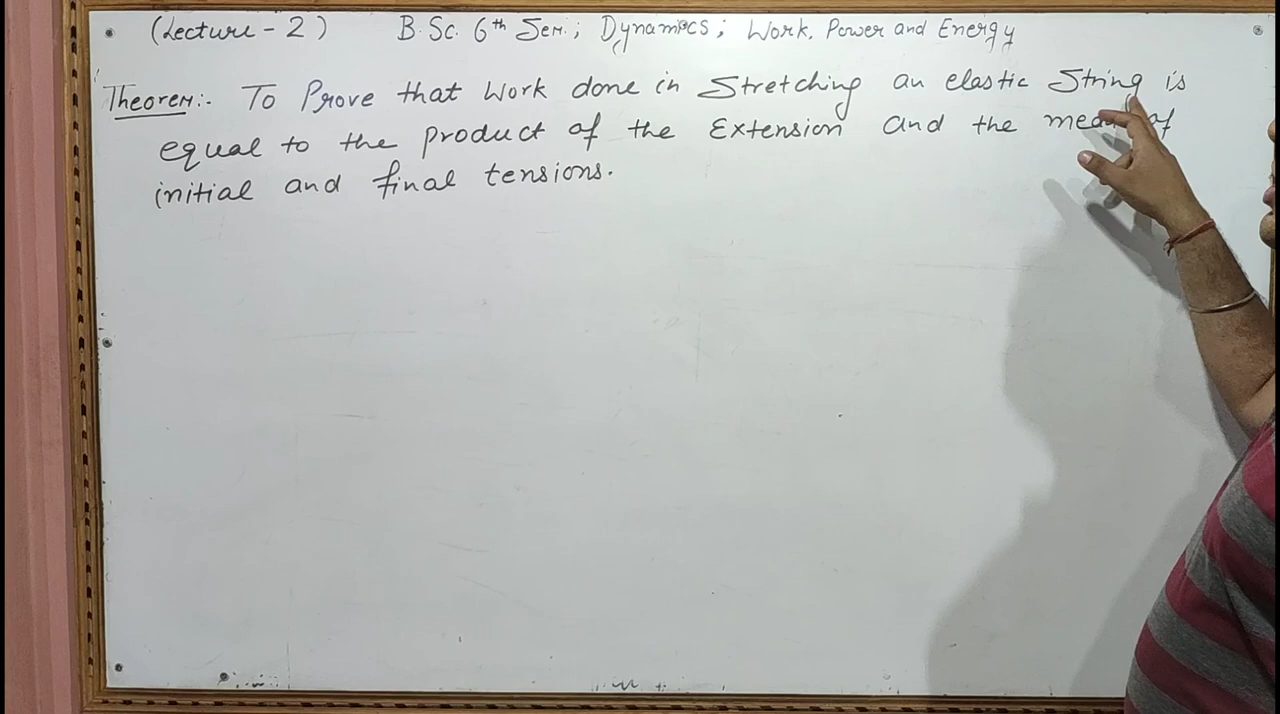 (Lecture - 2) B.Sc. 6th Sem.; Dynamics; Work, Power and Energy
Theorem:- To Prove that Work done in Stretching an elastic String is
equal to the product of the Extension and the mean of
initial and final tensions.